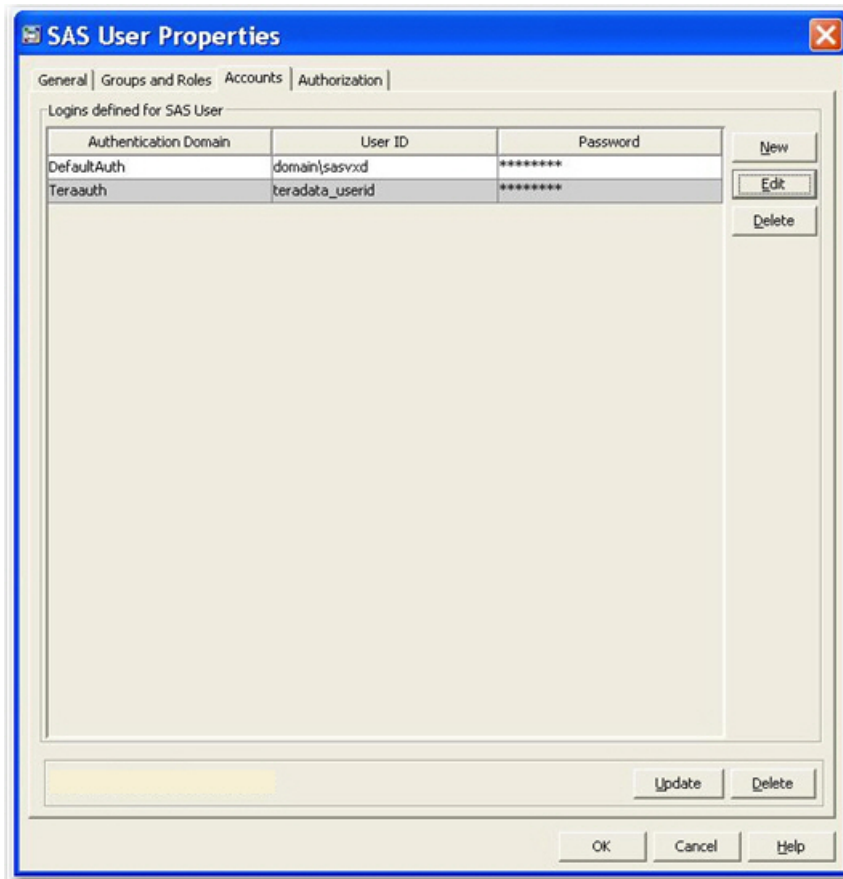 SAS User Properties
General Groups and Roles Accounts Authorization
Logins defined for SAS User
Authentication Domain User ID Password
DefaultAuth domain\sasvxd ********
Teraauth teradata_userid ********
New
Edit
Delete
Update Delete
OK Cancel Help